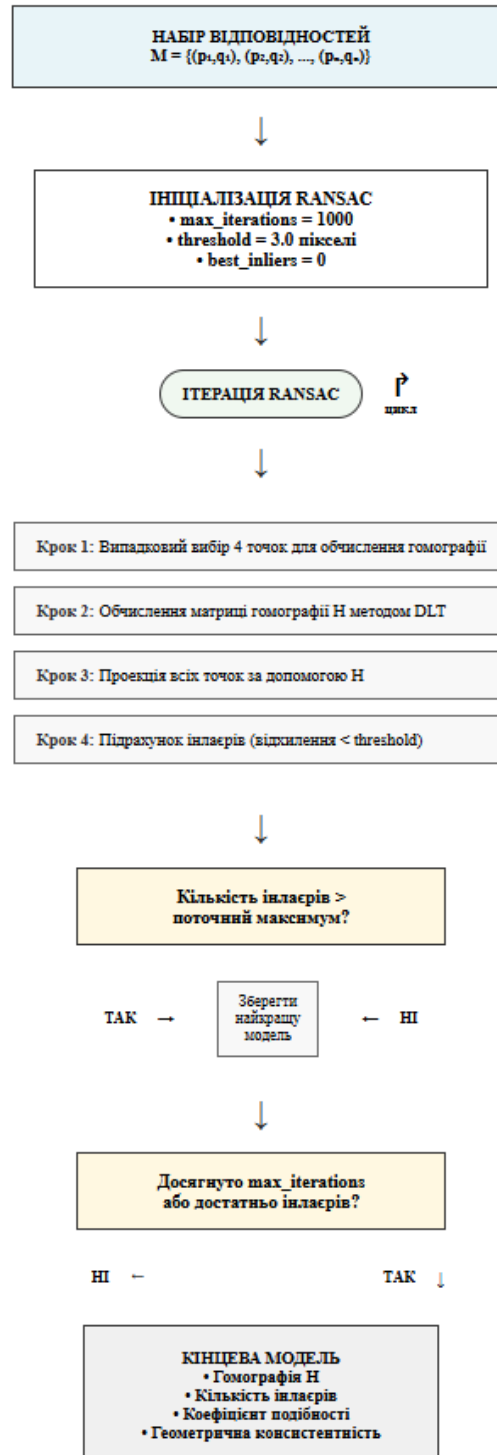 НАБІР ВІДПОВІДНОСТЕЙ
M = {(p₁,q₁), (p₂,q₂), ..., (pₙ,qₙ)}
↓
ІНІЦІАЛІЗАЦІЯ RANSAC
• max_iterations = 1000
• threshold = 3.0 пікселі
• best_inliers = 0
↓
ІТЕРАЦІЯ RANSAC ↱
цикл
↓
Крок 1: Випадковий вибір 4 точок для обчислення гомографії
Крок 2: Обчислення матриці гомографії H методом DLT
Крок 3: Проекція всіх точок за допомогою H
Крок 4: Підрахунок інлаєрів (відхилення < threshold)
↓
Кількість інлаєрів >
поточний максимум?
ТАК →
Зберегти
найкращу
модель
← НІ
↓
Досягнуто max_iterations
або достатньо інлаєрів?
НІ ←
ТАК ↓
КІНЦЕВА МОДЕЛЬ
• Гомографія H
• Кількість інлаєрів
• Коефіцієнт подібності
• Геометрична консистентність